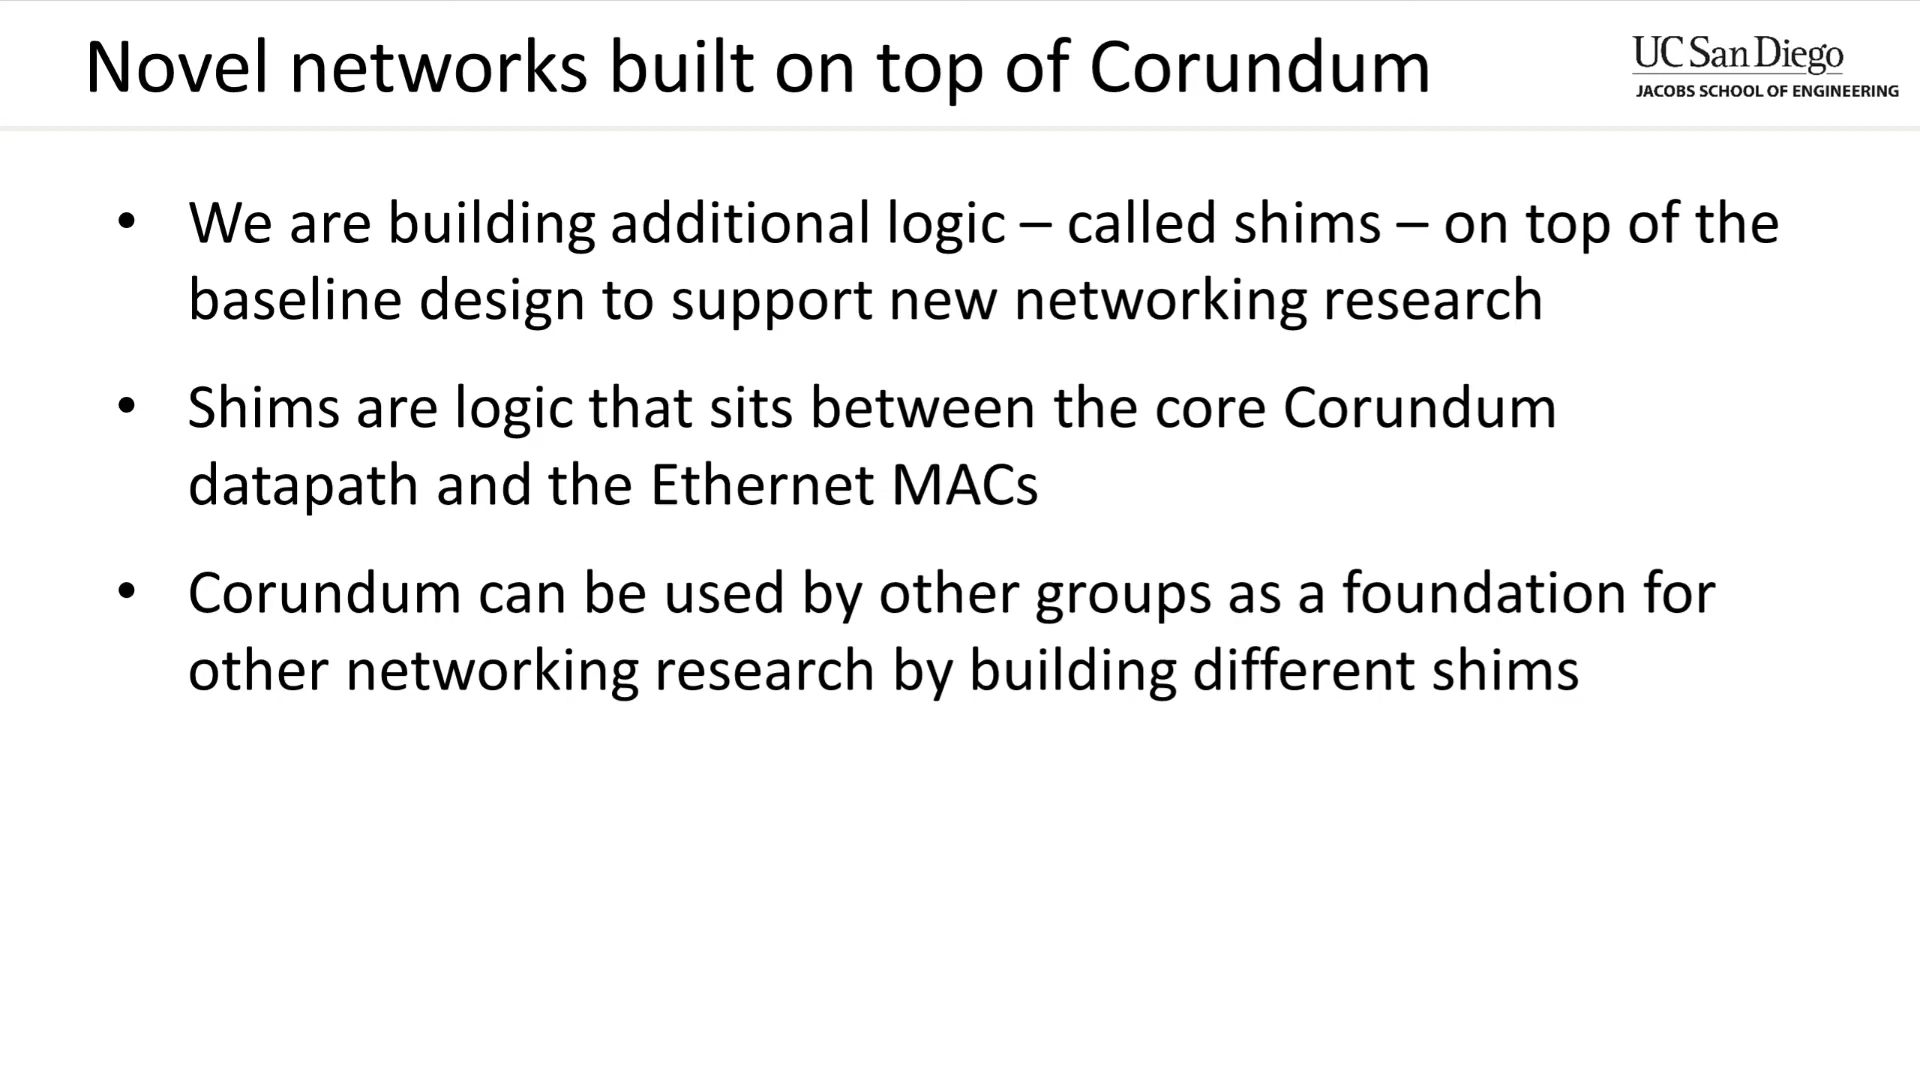 Novel networks built on top of Corundum
UC San Diego
JACOBS SCHOOL OF ENGINEERING
• We are building additional logic – called shims – on top of the
baseline design to support new networking research
• Shims are logic that sits between the core Corundum
datapath and the Ethernet MACs
• Corundum can be used by other groups as a foundation for
other networking research by building different shims